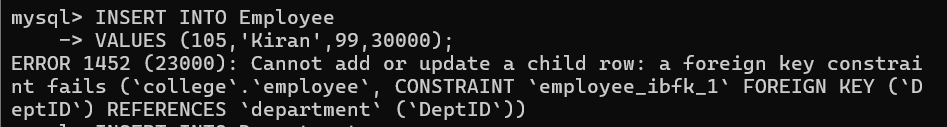 mysql> INSERT INTO Employee
    -> VALUES (105,'Kiran',99,30000);
ERROR 1452 (23000): Cannot add or update a child row: a foreign key constrai
nt fails (`college`.`employee`, CONSTRAINT `employee_ibfk_1` FOREIGN KEY (`D
eptID`) REFERENCES `department` (`DeptID`))